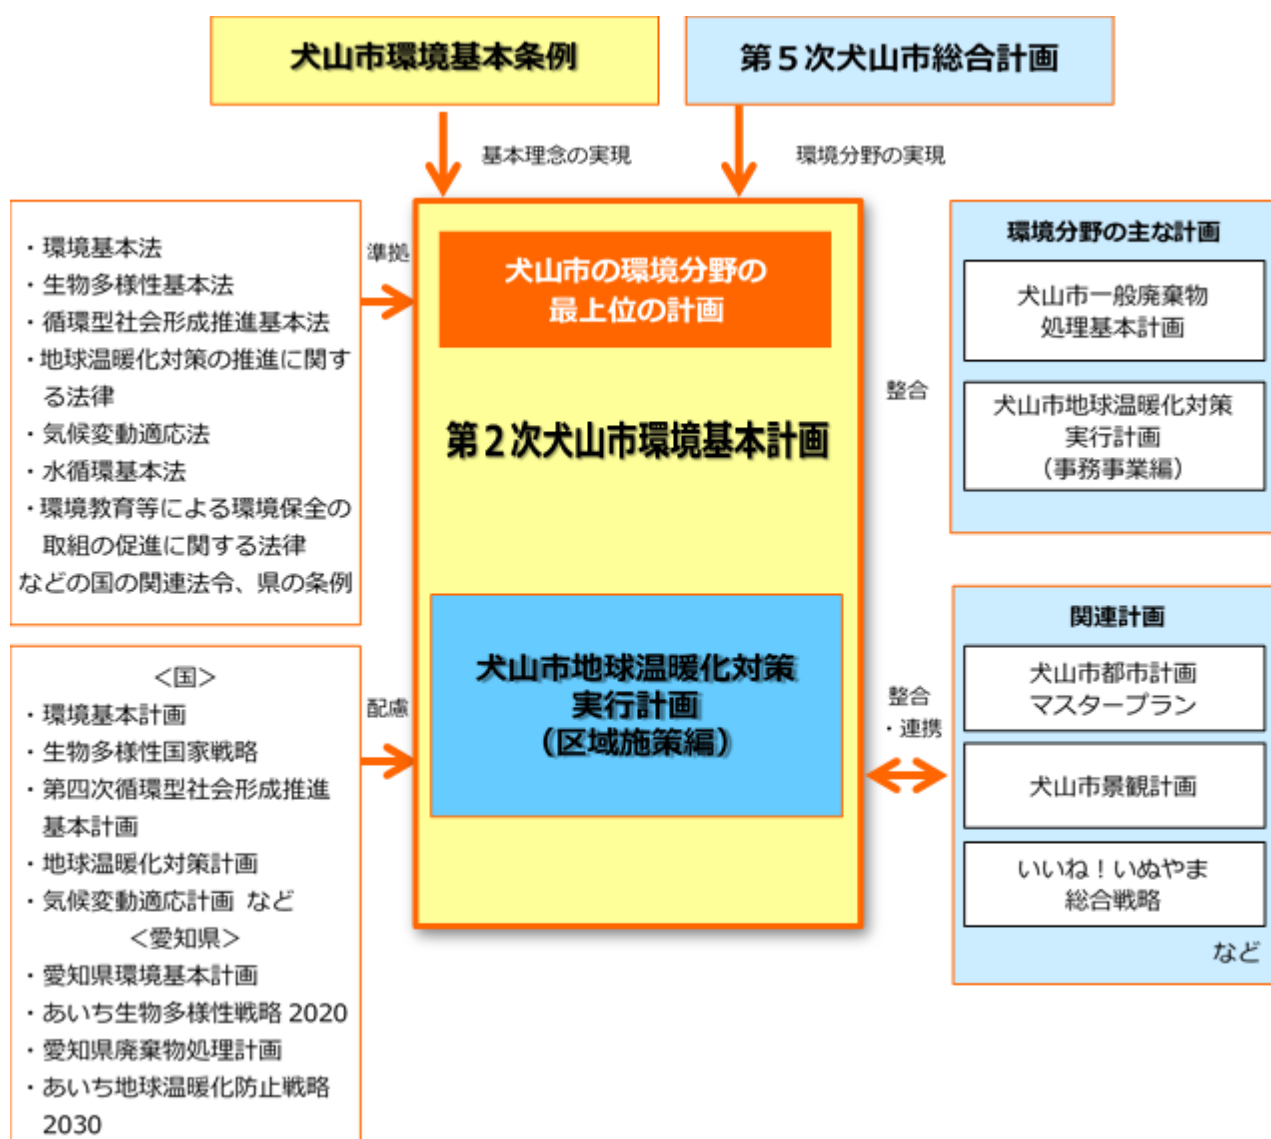 犬山市環境基本条例
第５次犬山市総合計画
基本理念の実現
環境分野の実現
・環境基本法
・生物多様性基本法
・循環型社会形成推進基本法
・地球温暖化対策の推進に関す
る法律
・気候変動適応法
・水循環基本法
・環境教育等による環境保全の
取組の促進に関する法律
などの国の関連法令、県の条例
準拠
＜国＞
・環境基本計画
・生物多様性国家戦略
・第四次循環型社会形成推進
基本計画
・地球温暖化対策計画
・気候変動適応計画 など
＜愛知県＞
・愛知県環境基本計画
・あいち生物多様性戦略 2020
・愛知県廃棄物処理計画
・あいち地球温暖化防止戦略
2030
配慮
犬山市の環境分野の
最上位の計画
第２次犬山市環境基本計画
犬山市地球温暖化対策
実行計画
（区域施策編）
整合
環境分野の主な計画
犬山市一般廃棄物
処理基本計画
犬山市地球温暖化対策
実行計画
（事務事業編）
整合
・連携
関連計画
犬山市都市計画
マスタープラン
犬山市景観計画
いいね！いぬやま
総合戦略
など